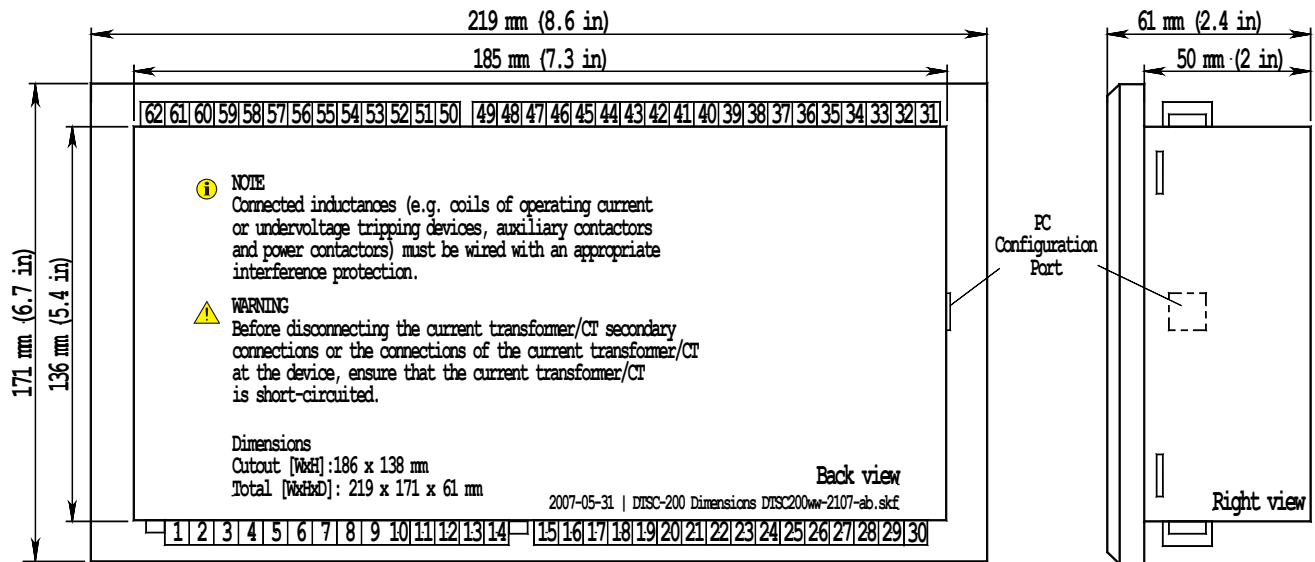 219 mm (8.6 in)
61 mm (2.4 in)
185 mm (7.3 in)
50 mm (2 in)
62 61 60 59 58 57 56 55 54 53 52 51 50 49 48 47 46 45 44 43 42 41 40 39 38 37 36 35 34 33 32 31
NOTE
Connected inductances (e.g. coils of operating current
or undervoltage tripping devices, auxiliary contactors
and power contactors) must be wired with an appropriate
interference protection.
WARNING
Before disconnecting the current transformer/CT secondary
connections or the connections of the current transformer/CT
at the device, ensure that the current transformer/CT
is short-circuited.
Dimensions
Cutout [WxH]:186 x 138 mm
Total [WxHxD]: 219 x 171 x 61 mm
Back view
2007-05-31 | DTSC-200 Dimensions DTSC200ww-2107-ab.skf
171 mm (6.7 in)
136 mm (5.4 in)
PC
Configuration
Port
Right view
1 2 3 4 5 6 7 8 9 10 11 12 13 14 15 16 17 18 19 20 21 22 23 24 25 26 27 28 29 30